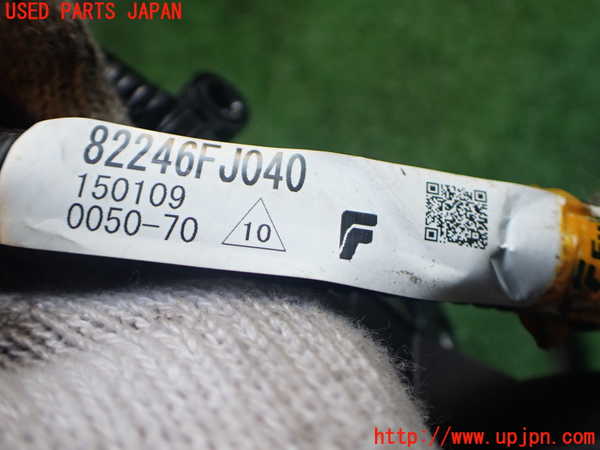 USED PARTS JAPAN
82246FJ040
150109
0050-70
10
http://www.upjpn.com/